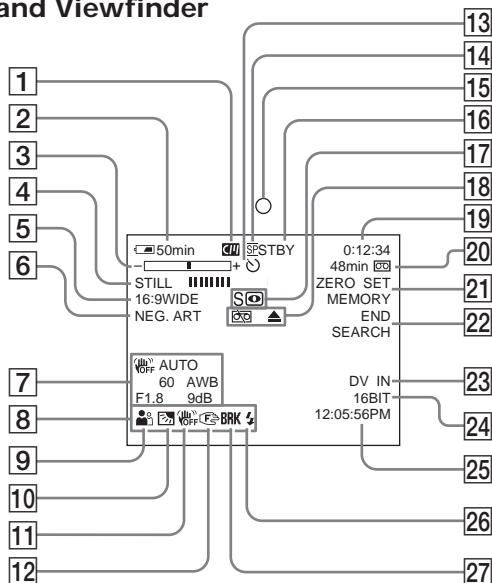 and Viewfinder
1
2
3
4
5
6
7
8
9
10
11
12
13
14
15
16
17
18
19
20
21
22
23
24
25
26
27
50min
SP STBY
0:12:34
− +
48min
STILL
ZERO SET
MEMORY
16:9WIDE
S
NEG. ART
END
SEARCH
OFF AUTO
60 AWB
F1.8 9dB
DV IN
16BIT
12:05:56PM
OFF F BRK